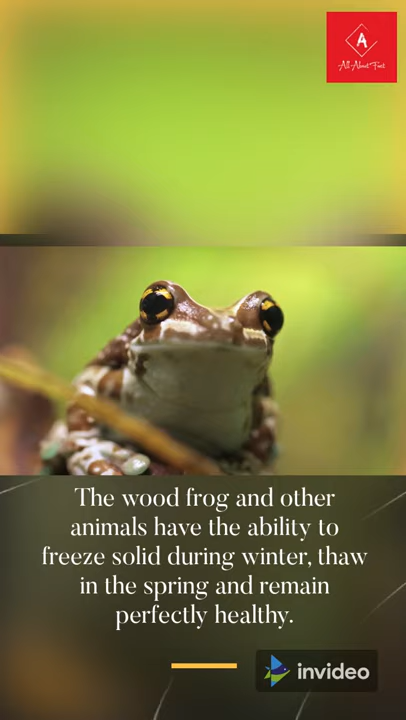 A
All About Fact
The wood frog and other
animals have the ability to
freeze solid during winter, thaw
in the spring and remain
perfectly healthy.
invideo